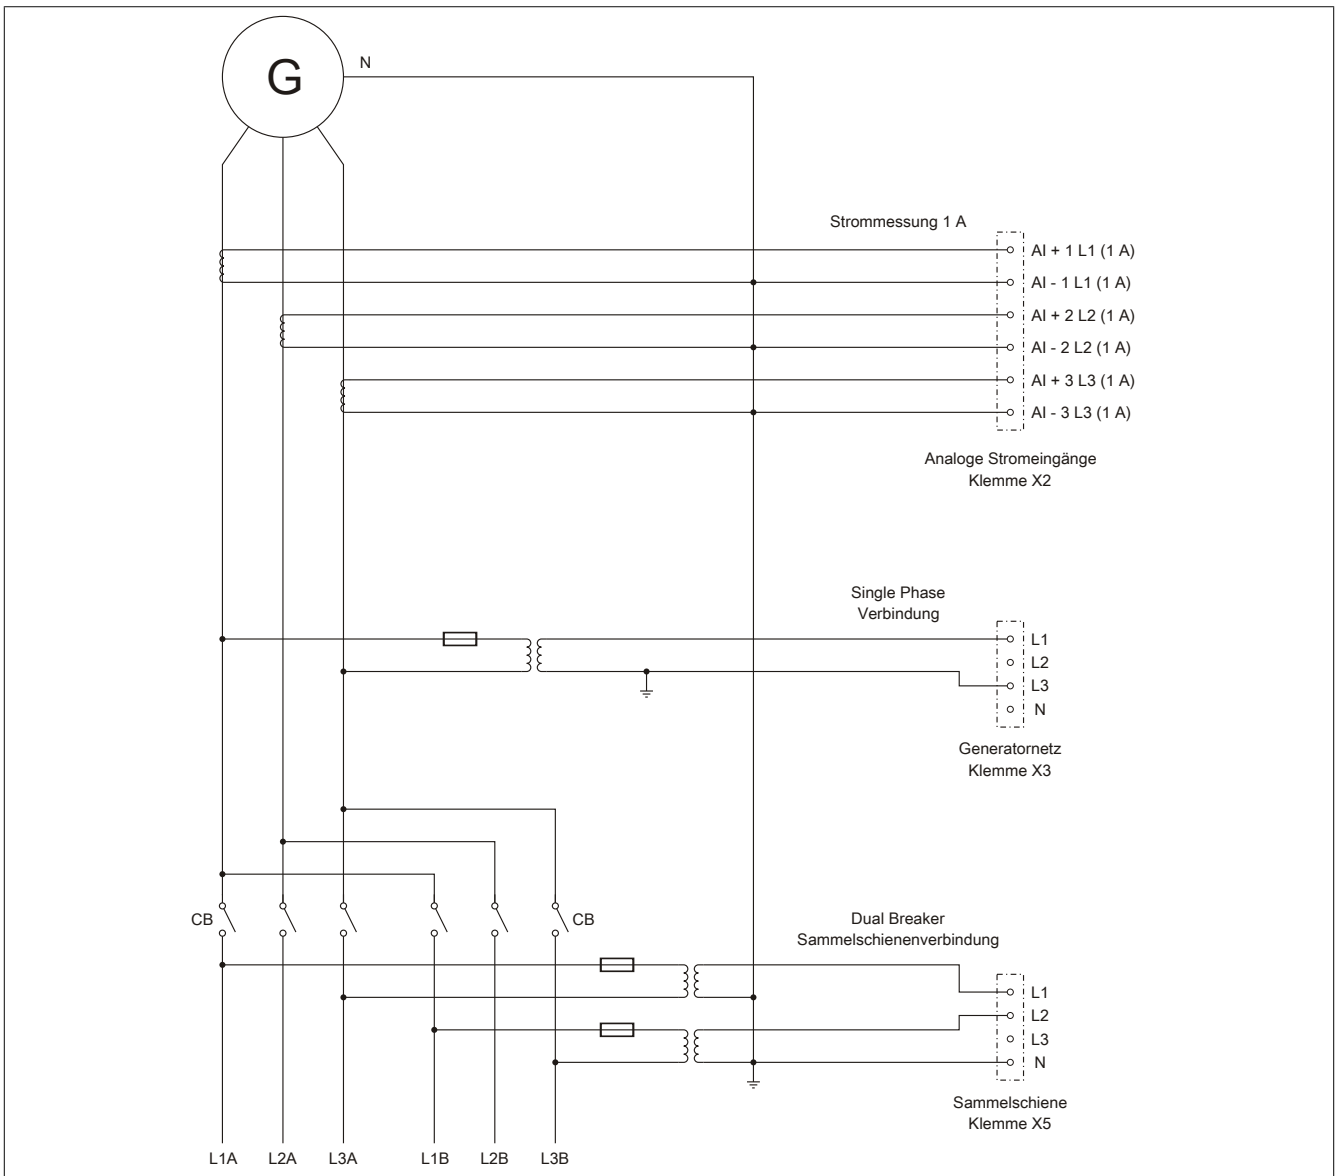 G
N
Strommessung 1 A
AI + 1 L1 (1 A)
AI - 1 L1 (1 A)
AI + 2 L2 (1 A)
AI - 2 L2 (1 A)
AI + 3 L3 (1 A)
AI - 3 L3 (1 A)
Analoge Stromeingänge
Klemme X2
Single Phase
Verbindung
L1
L2
L3
N
Generatornetz
Klemme X3
CB
CB
Dual Breaker
Sammelschienenverbindung
L1
L2
L3
N
Sammelschiene
Klemme X5
L1A L2A L3A L1B L2B L3B